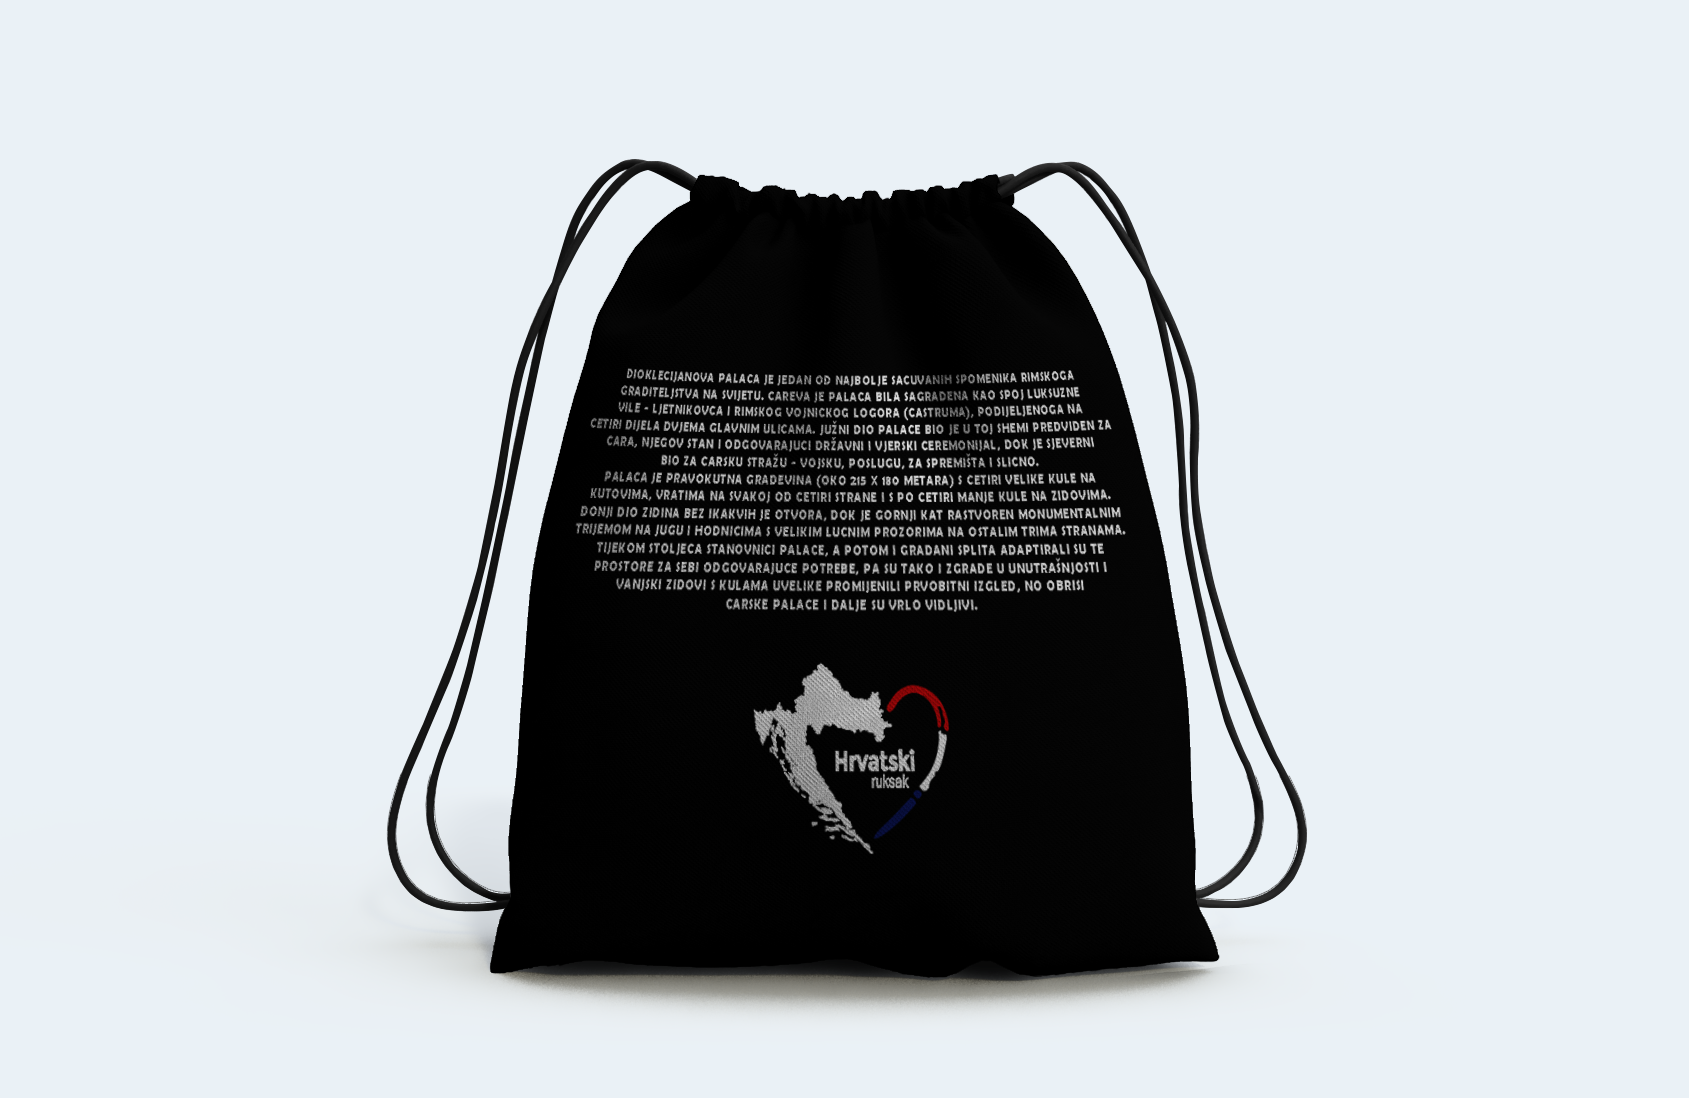 DIOKLECIJANOVA PALACA JE JEDAN OD NAJBOLJE SACUVANIH SPOMENIKA RIMSKOGA
GRADITELJSTVA NA SVIJETU. CAREVA JE PALACA BILA SAGRADENA KAO SPOJ LUKSUZNE
VILE - LJETNIKOVCA I RIMSKOG VOJNICKOG LOGORA (CASTRUMA), PODIJELJENOGA NA
CETIRI DIJELA DVJEMA GLAVNIM ULICAMA. JUŽNI DIO PALACE BIO JE U TOJ SHEMI PREDVIDEN ZA
CARA, NJEGOV STAN I ODGOVARAJUCI DRŽAVNI I VJERSKI CEREMONIJAL, DOK JE SJEVERNI
BIO ZA CARSKU STRAŽU - VOJSKU, POSLUGU, ZA SPREMIŠTA I SLICNO.
PALACA JE PRAVOKUTNA GRADEVINA (OKO 215 X 180 METARA) S CETIRI VELIKE KULE NA
KUTOVIMA, VRATIMA NA SVAKOJ OD CETIRI STRANE I S PO CETIRI MANJE KULE NA ZIDOVIMA.
DONJI DIO ZIDINA BEZ IKAKVIH JE OTVORA, DOK JE GORNJI KAT RASTVOREN MONUMENTALNIM
TRIJEMOM NA JUGU I HODNICIMA S VELIKIM LUCNIM PROZORIMA NA OSTALIM TRIMA STRANAMA.
TIJEKOM STOLJECA STANOVNICI PALACE, A POTOM I GRADANI SPLITA ADAPTIRALI SU TE
PROSTORE ZA SEBI ODGOVARAJUCE POTREBE, PA SU TAKO I ZGRADE U UNUTRAŠNJOSTI I
VANJSKI ZIDOVI S KULAMA UVELIKE PROMIJENILI PRVOBITNI IZGLED, NO OBRISI
CARSKE PALACE I DALJE SU VRLO VIDLJIVI.
Hrvatski
ruksak